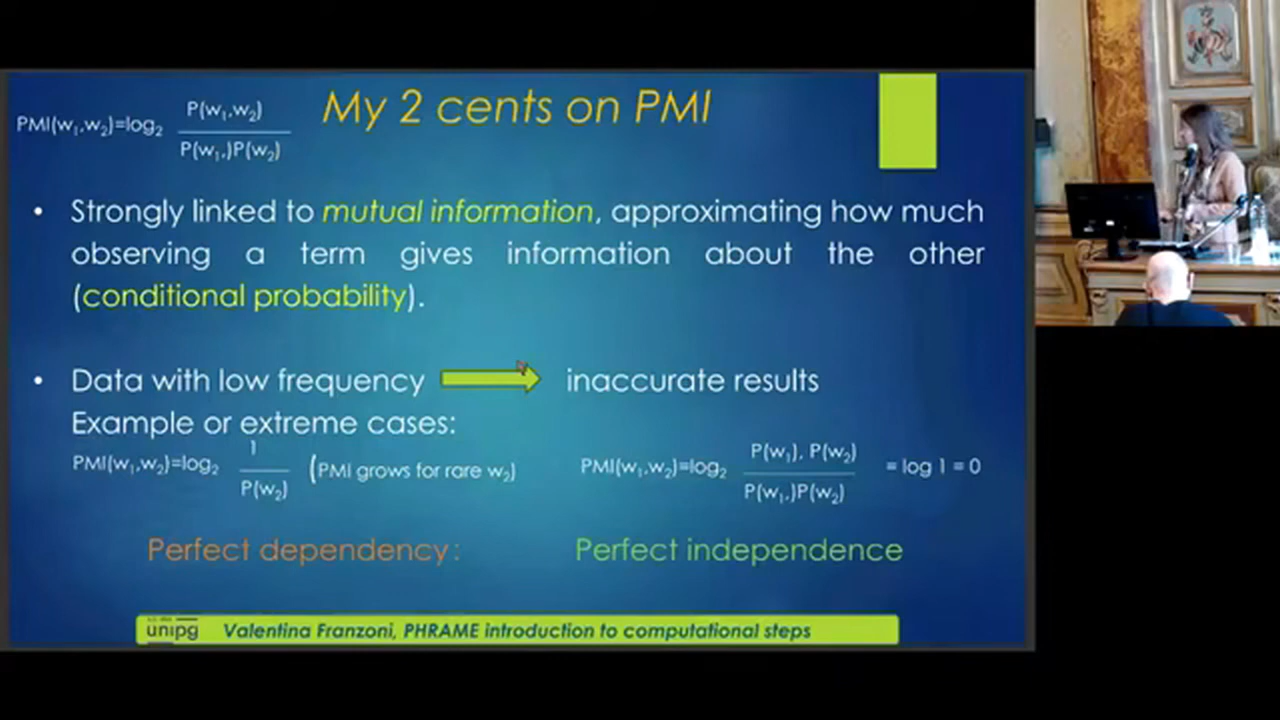 My 2 cents on PMI
PMI(w₁,w₂)=log₂ P(w₁,w₂)
P(w₁,)P(w₂)
• Strongly linked to mutual information, approximating how much
observing a term gives information about the other
(conditional probability).
• Data with low frequency inaccurate results
Example or extreme cases:
PMI(w₁,w₂)=log₂ 1
P(w₂)
(PMI grows for rare w₂)
PMI(w₁,w₂)=log₂ P(w₁), P(w₂)
P(w₁,)P(w₂)
= log 1 = 0
Perfect dependency: Perfect independence
unipg Valentina Franzoni, PHRAME introduction to computational steps